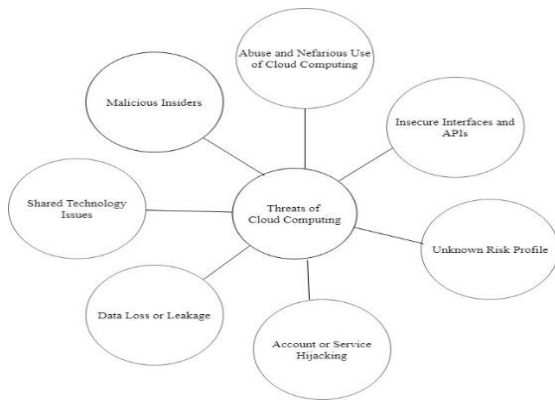 Abuse and Nefarious Use
of Cloud Computing
Malicious Insiders
Insecure Interfaces and
APIs
Shared Technology
Issues
Threats of
Cloud Computing
Unknown Risk Profile
Data Loss or Leakage
Account or Service
Hijacking